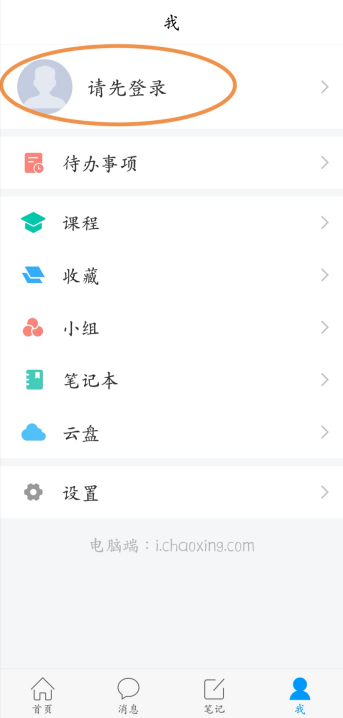 我
请先登录
待办事项
课程
收藏
小组
笔记本
云盘
设置
电脑端：i.chaoxing.com
首页
消息
笔记
我